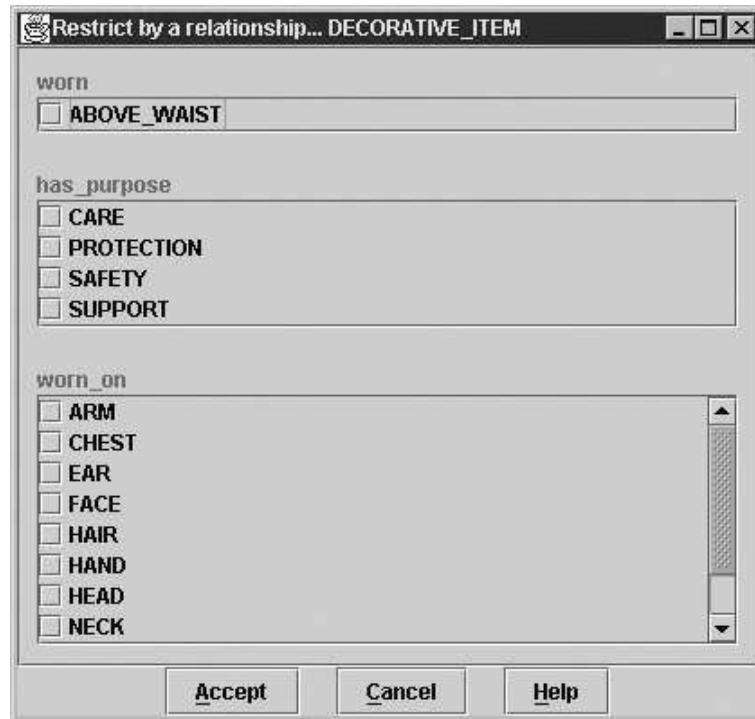 Restrict by a relationship... DECORATIVE_ITEM
worn
ABOVE_WAIST
has_purpose
CARE
PROTECTION
SAFETY
SUPPORT
worn_on
ARM
CHEST
EAR
FACE
HAIR
HAND
HEAD
NECK
Accept Cancel Help